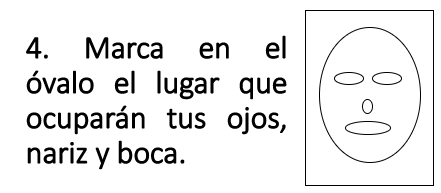 4. Marca en el
óvalo el lugar que
ocuparán tus ojos,
nariz y boca.